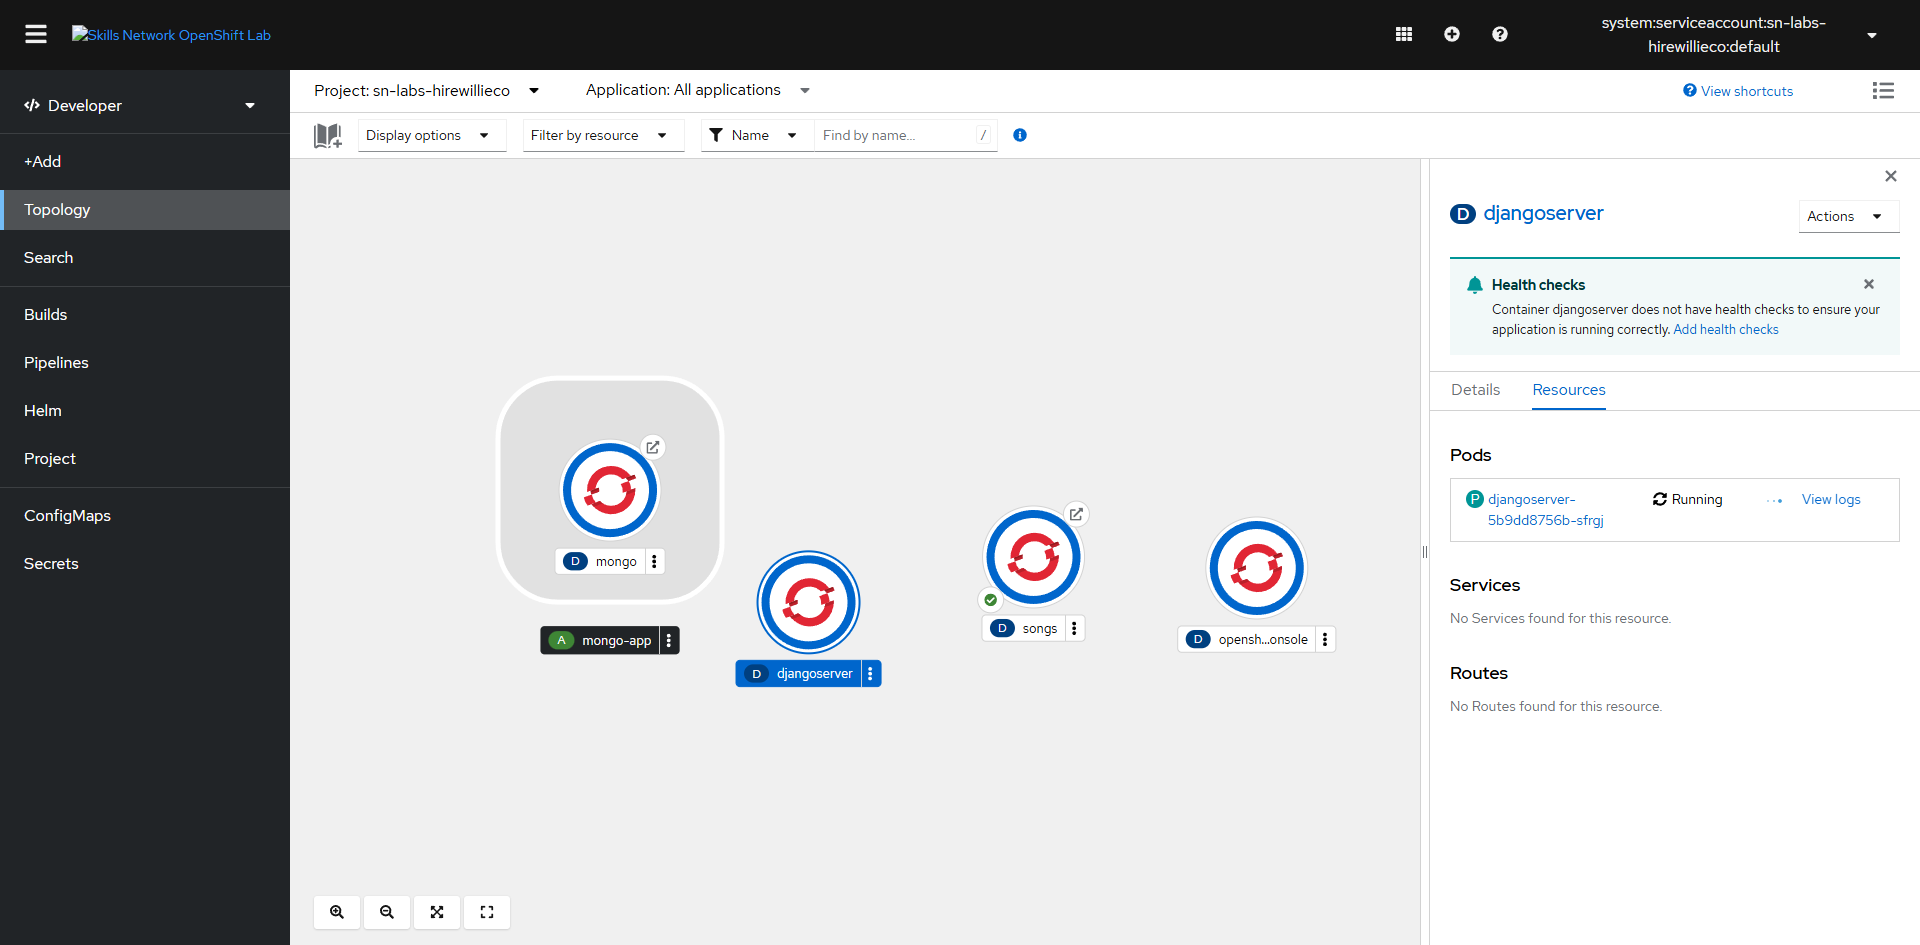 Skills Network OpenShift Lab
system:serviceaccount:sn-labs-
hirewillieco:default
Developer
+Add
Topology
Search
Builds
Pipelines
Helm
Project
ConfigMaps
Secrets
Project: sn-labs-hirewillieco
Application: All applications
View shortcuts
Display options
Filter by resource
Name
Find by name...
/
mongo
D
A mongo-app
D djangoserver
D songs
D opensh...onsole
D djangoserver
Actions
Health checks
Container djangoserver does not have health checks to ensure your
application is running correctly. Add health checks
Details
Resources
Pods
P djangoserver-
5b9dd8756b-sfrgj
Running
View logs
Services
No Services found for this resource.
Routes
No Routes found for this resource.